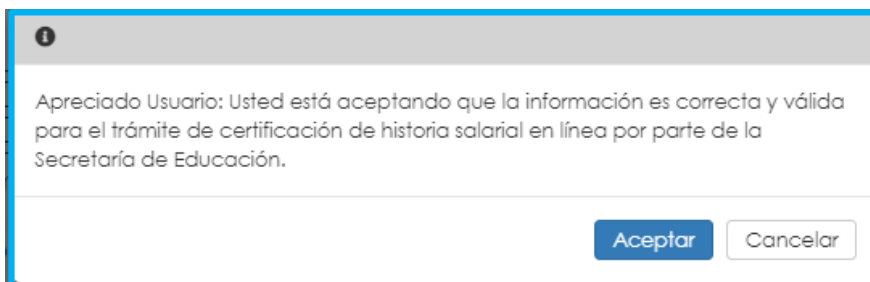 Apreciado Usuario: Usted está aceptando que la información es correcta y válida
para el trámite de certificación de historia salarial en línea por parte de la
Secretaría de Educación.
Aceptar Cancelar